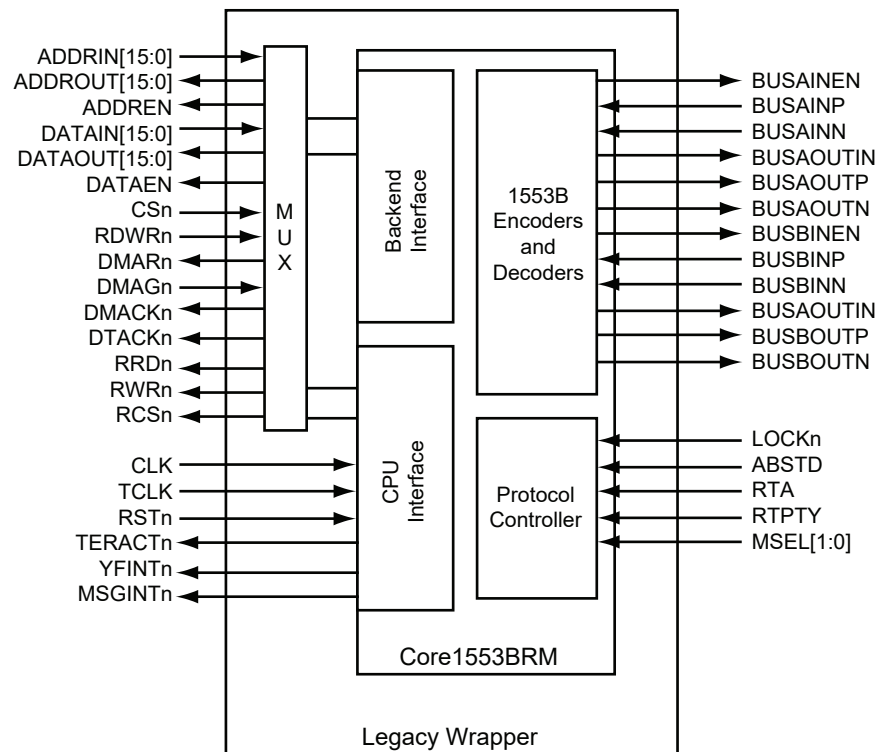 ADDRIN[15:0]
ADDROUT[15:0]
ADDREN
DATAIN[15:0]
DATAOUT[15:0]
DATAEN
CSn
RDWRn
DMARn
DMAGn
DMACKn
DTACKn
RRDn
RWRn
RCSn
CLK
TCLK
RSTn
TERACTn
YFINTn
MSGINTn
M
U
X
Backend
Interface
CPU
Interface
1553B
Encoders
and
Decoders
Protocol
Controller
Core1553BRM
Legacy Wrapper
BUSAINEN
BUSAINP
BUSAINN
BUSAOUTIN
BUSAOUTP
BUSAOUTN
BUSBINEN
BUSBINP
BUSBINN
BUSAOUTIN
BUSBOUTP
BUSBOUTN
LOCKn
ABSTD
RTA
RTPTY
MSEL[1:0]